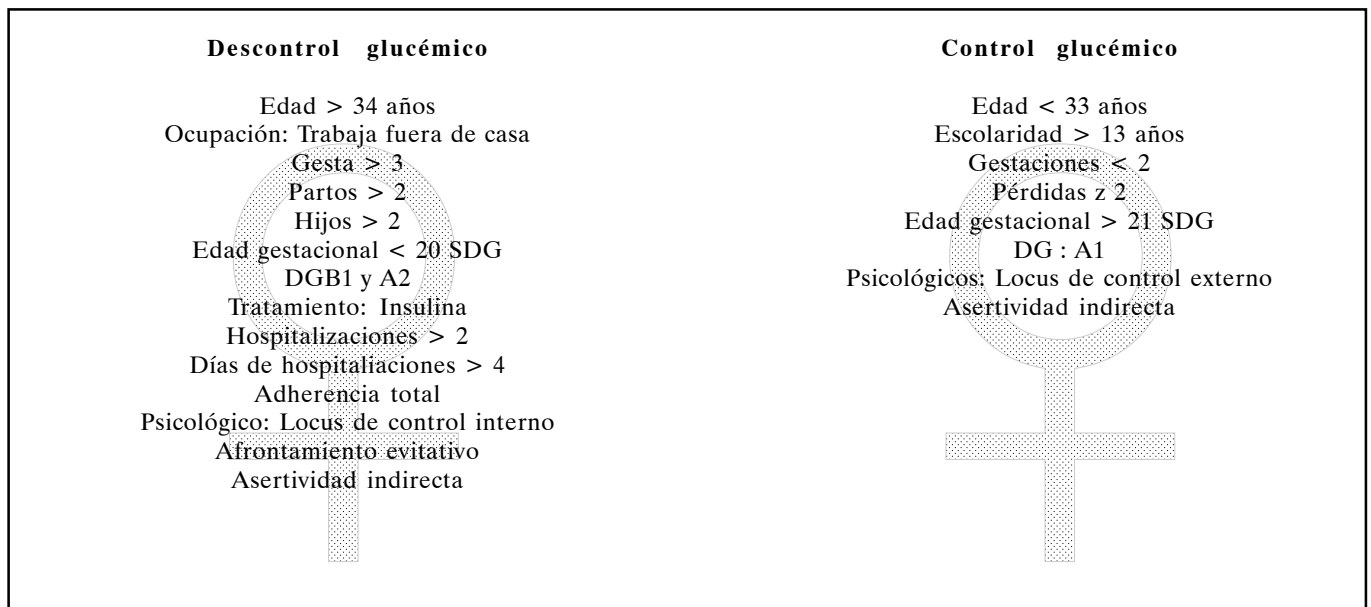 Descontrol glucémico
Edad > 34 años
Ocupación: Trabaja fuera de casa
Gesta > 3
Partos > 2
Hijos > 2
Edad gestacional < 20 SDG
DGB1 y A2
Tratamiento: Insulina
Hospitalizaciones > 2
Días de hospitaliaciones > 4
Adherencia total
Psicológico: Locus de control interno
Afrontamiento evitativo
Asertividad indirecta
Control glucémico
Edad < 33 años
Escolaridad > 13 años
Gestaciones < 2
Pérdidas z 2
Edad gestacional > 21 SDG
DG : A1
Psicológicos: Locus de control externo
Asertividad indirecta